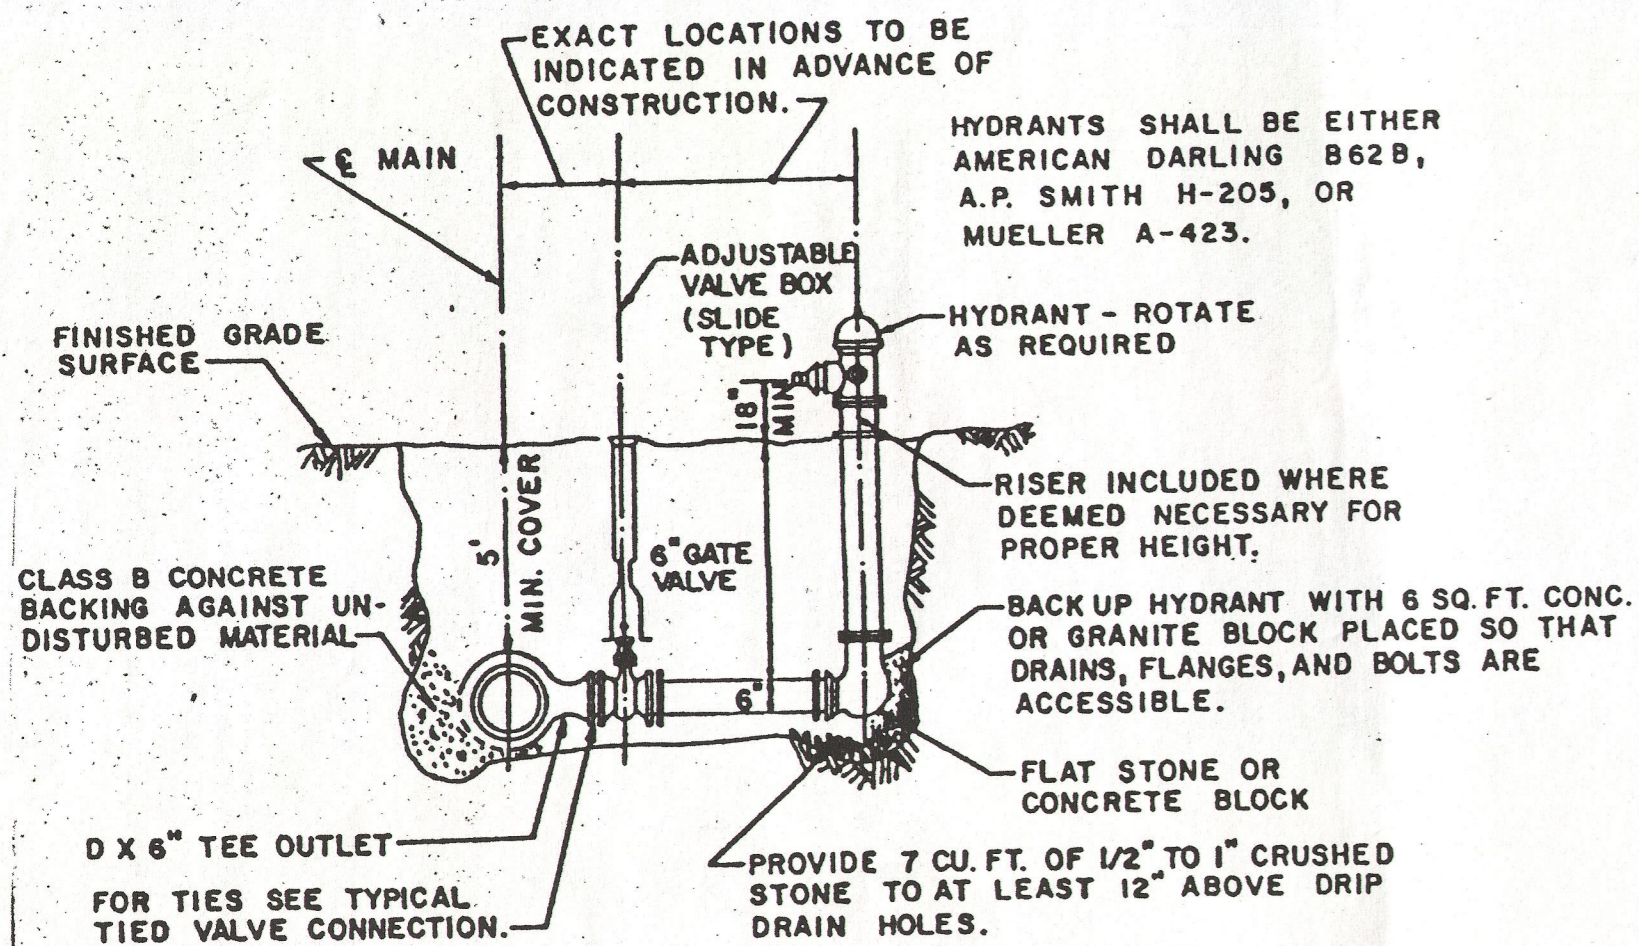 EXACT LOCATIONS TO BE
INDICATED IN ADVANCE OF
CONSTRUCTION.
℄ MAIN
HYDRANTS SHALL BE EITHER
AMERICAN DARLING B62B,
A.P. SMITH H-205, OR
MUELLER A-423.
ADJUSTABLE
VALVE BOX
(SLIDE
TYPE)
HYDRANT - ROTATE
AS REQUIRED
FINISHED GRADE
SURFACE
18"
MIN.
5'
MIN. COVER
6" GATE
VALVE
RISER INCLUDED WHERE
DEEMED NECESSARY FOR
PROPER HEIGHT.
CLASS B CONCRETE
BACKING AGAINST UN-
DISTURBED MATERIAL
BACK UP HYDRANT WITH 6 SQ. FT. CONC.
OR GRANITE BLOCK PLACED SO THAT
DRAINS, FLANGES, AND BOLTS ARE
ACCESSIBLE.
6"
FLAT STONE OR
CONCRETE BLOCK
D X 6" TEE OUTLET
FOR TIES SEE TYPICAL
TIED VALVE CONNECTION.
PROVIDE 7 CU. FT. OF 1/2" TO 1" CRUSHED
STONE TO AT LEAST 12" ABOVE DRIP
DRAIN HOLES.